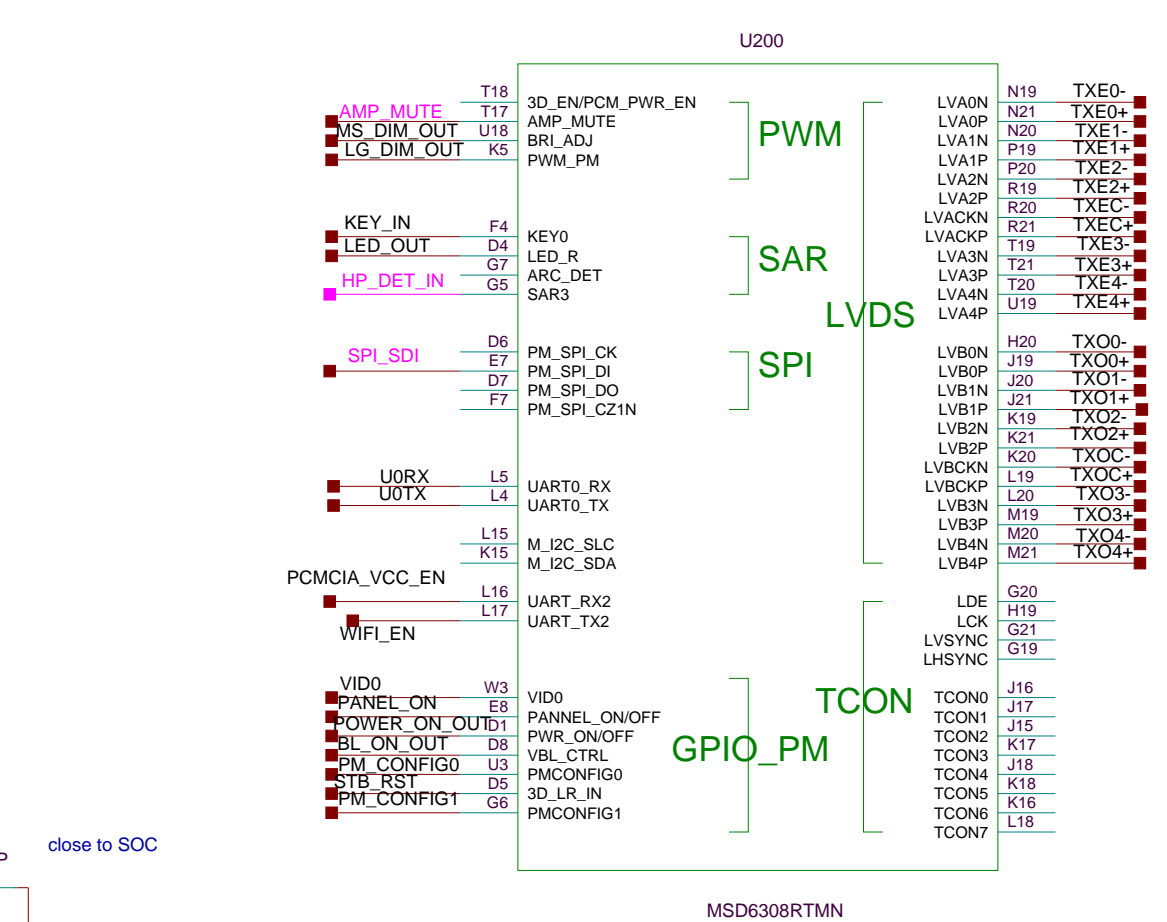 U200
T18 3D_EN/PCM_PWR_EN
AMP_MUTE T17 AMP_MUTE
MS_DIM_OUT U18 BRI_ADJ
LG_DIM_OUT K5 PWM_PM
PWM
KEY_IN F4 KEY0
LED_OUT D4 LED_R
G7 ARC_DET
HP_DET_IN G5 SAR3
SAR
D6 PM_SPI_CK
SPI_SDI E7 PM_SPI_DI
D7 PM_SPI_DO
F7 PM_SPI_CZ1N
SPI
U0RX L5 UART0_RX
U0TX L4 UART0_TX
L15 M_I2C_SLC
K15 M_I2C_SDA
PCMCIA_VCC_EN L16 UART_RX2
WIFI_EN L17 UART_TX2
VID0 W3 VID0
PANEL_ON E8 PANNEL_ON/OFF
POWER_ON_OUT D1 PWR_ON/OFF
BL_ON_OUT D8 VBL_CTRL
PM_CONFIG0 U3 PMCONFIG0
STB_RST D5 3D_LR_IN
PM_CONFIG1 G6 PMCONFIG1
GPIO_PM
LVA0N N19 TXE0-
LVA0P N21 TXE0+
LVA1N N20 TXE1-
LVA1P P19 TXE1+
LVA2N P20 TXE2-
LVA2P R19 TXE2+
LVACKN R20 TXEC-
LVACKP R21 TXEC+
LVA3N T19 TXE3-
LVA3P T21 TXE3+
LVA4N T20 TXE4-
LVA4P U19 TXE4+
LVDS
LVB0N H20 TXO0-
LVB0P J19 TXO0+
LVB1N J20 TXO1-
LVB1P J21 TXO1+
LVB2N K19 TXO2-
LVB2P K21 TXO2+
LVBCKN K20 TXOC-
LVBCKP L19 TXOC+
LVB3N L20 TXO3-
LVB3P M19 TXO3+
LVB4N M20 TXO4-
LVB4P M21 TXO4+
LDE G20
LCK H19
LVSYNC G21
LHSYNC G19
TCON
TCON0 J16
TCON1 J17
TCON2 J15
TCON3 K17
TCON4 J18
TCON5 K18
TCON6 K16
TCON7 L18
close to SOC
MSD6308RTMN